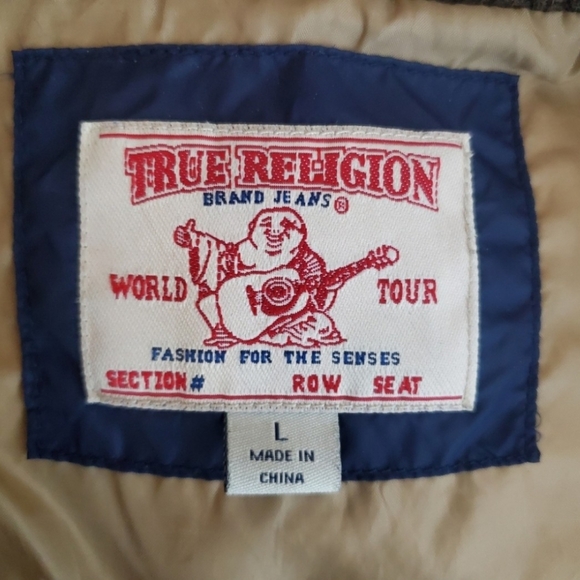 TRUE RELIGION
BRAND JEANS®
WORLD TOUR
FASHION FOR THE SENSES
SECTION# ROW SEAT
L
MADE IN
CHINA